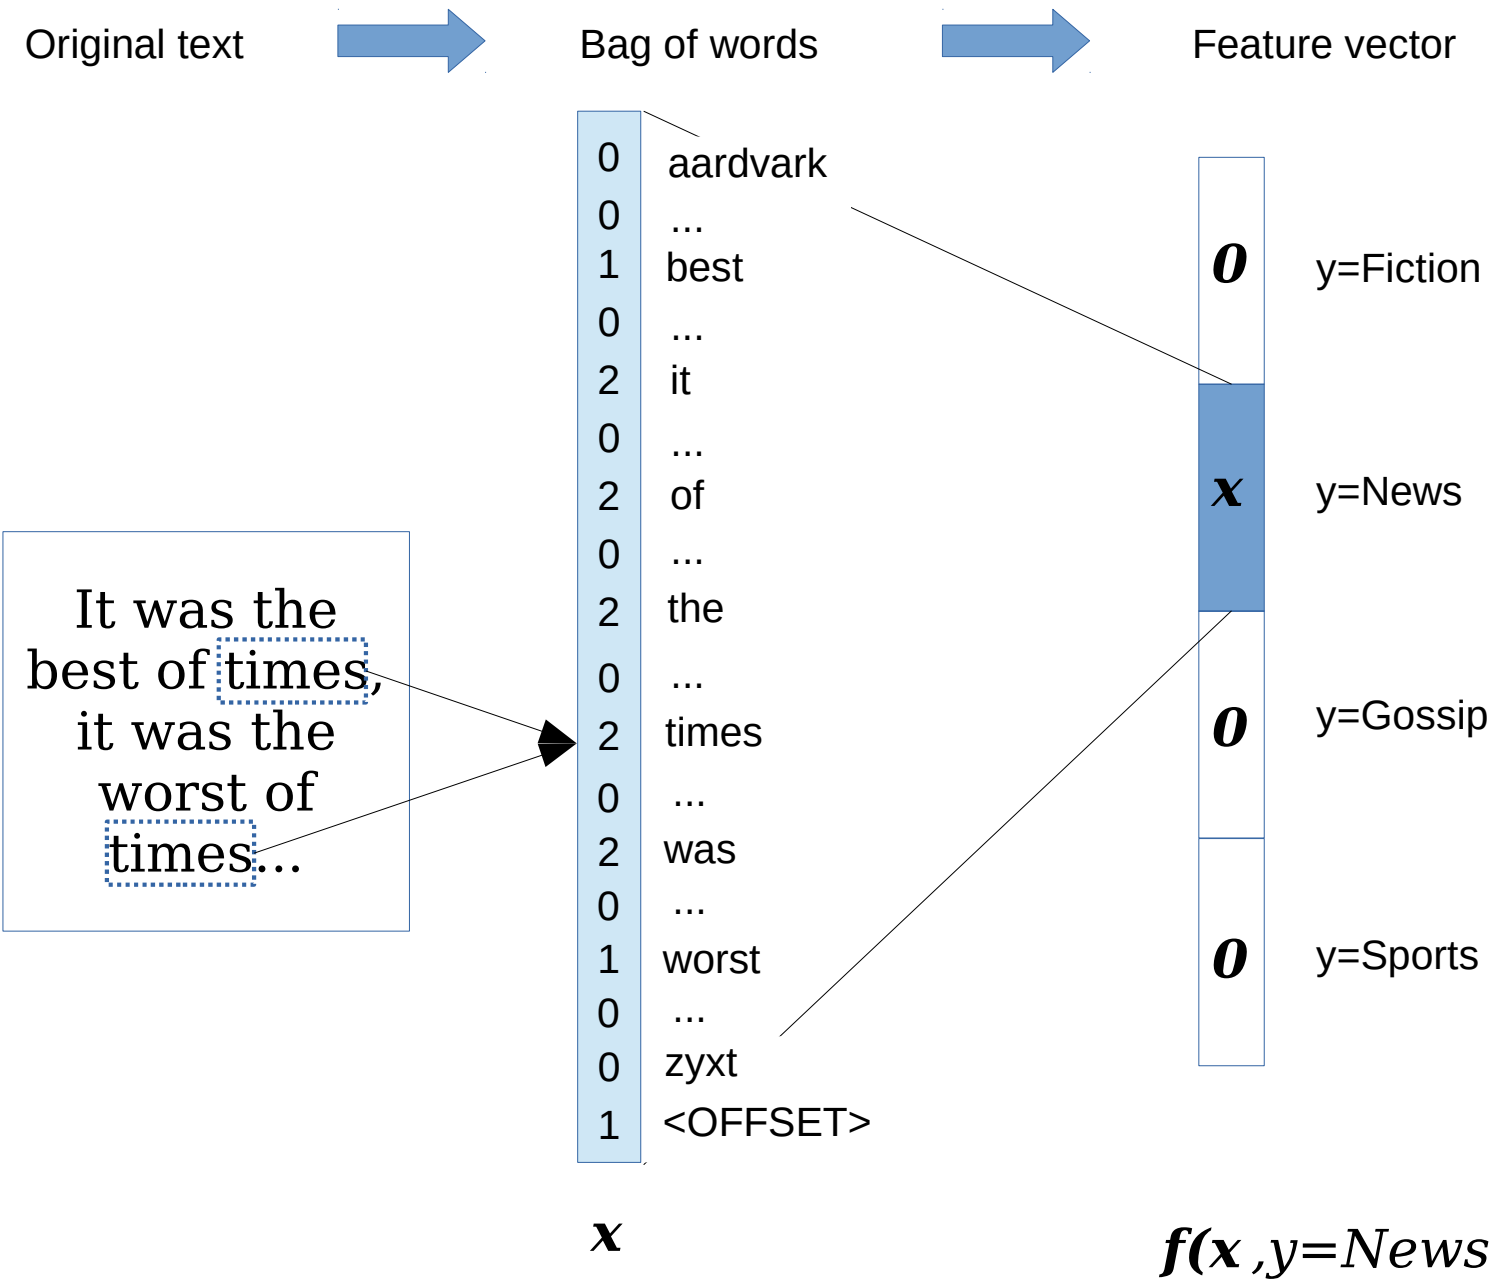 Original text
Bag of words
Feature vector
It was the
best of times,
it was the
worst of
times...
0 aardvark
0 ...
1 best
0 ...
2 it
0 ...
2 of
0 ...
2 the
0 ...
2 times
0 ...
2 was
0 ...
1 worst
0 ...
0 zyxt
1 <OFFSET>
x
0 y=Fiction
x y=News
0 y=Gossip
0 y=Sports
f(x ,y=News